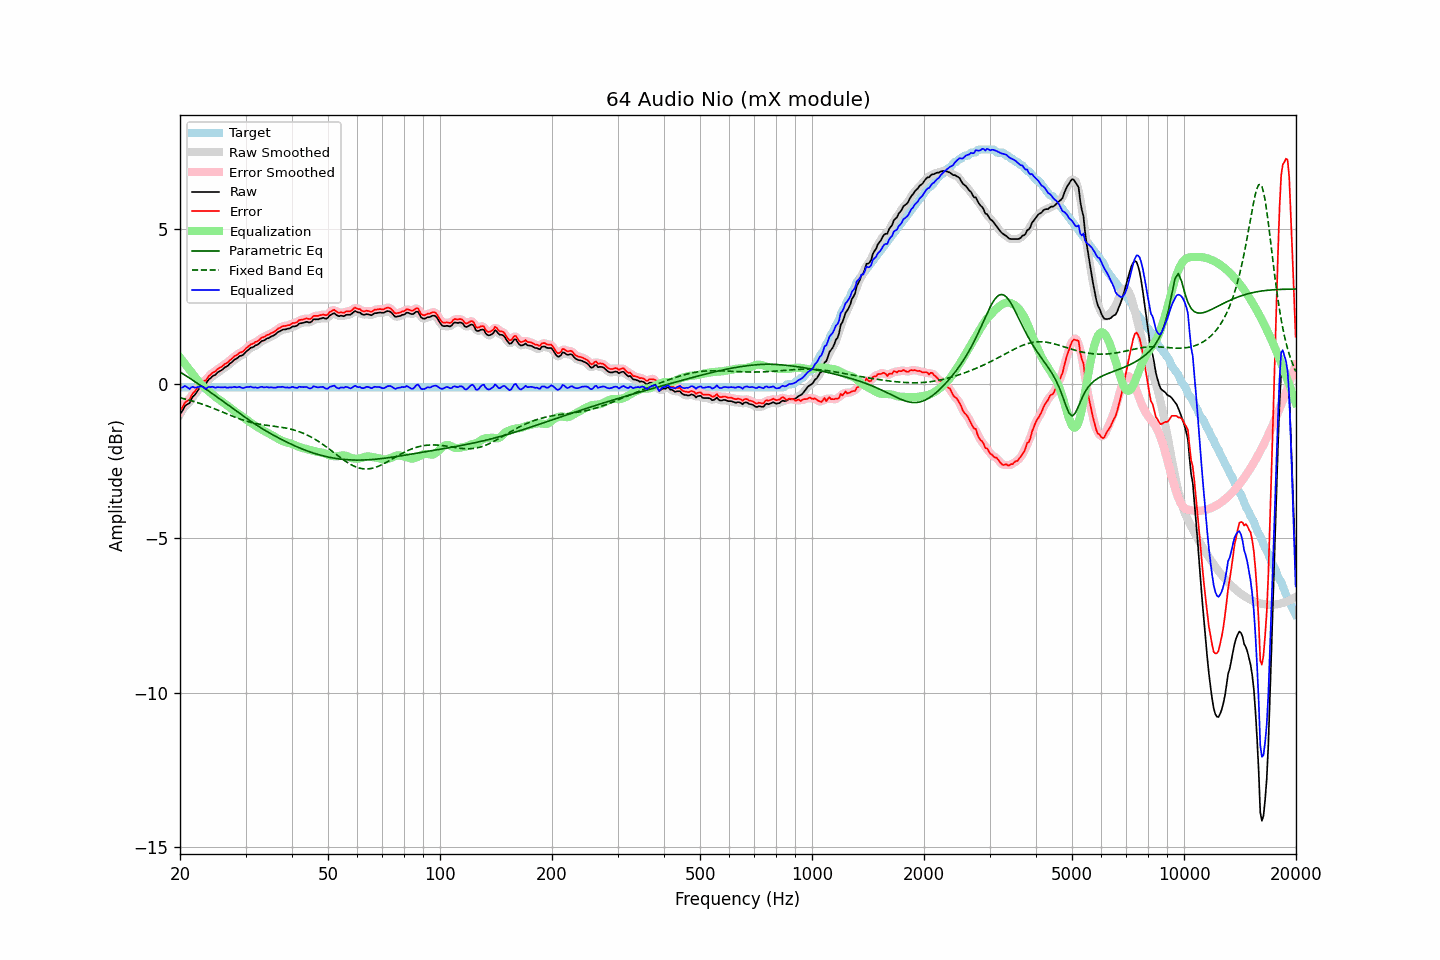 64 Audio Nio (mX module)
Target
Raw Smoothed
Error Smoothed
Raw
Error
Equalization
Parametric Eq
Fixed Band Eq
Equalized
5
0
−5
−10
−15
Amplitude (dBr)
20
50
100
200
500
1000
2000
5000
10000
20000
Frequency (Hz)